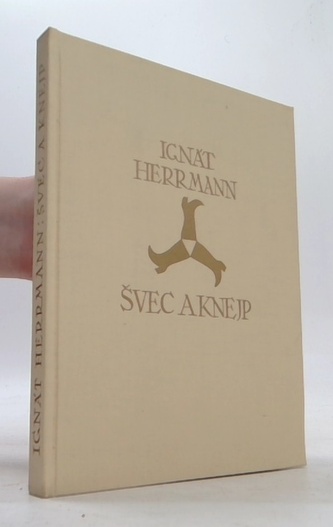 IGNÁT
HERRMANN
ŠVEC A KNEJP
IGNÁT HERRMANN: ŠVEC A KNEJP